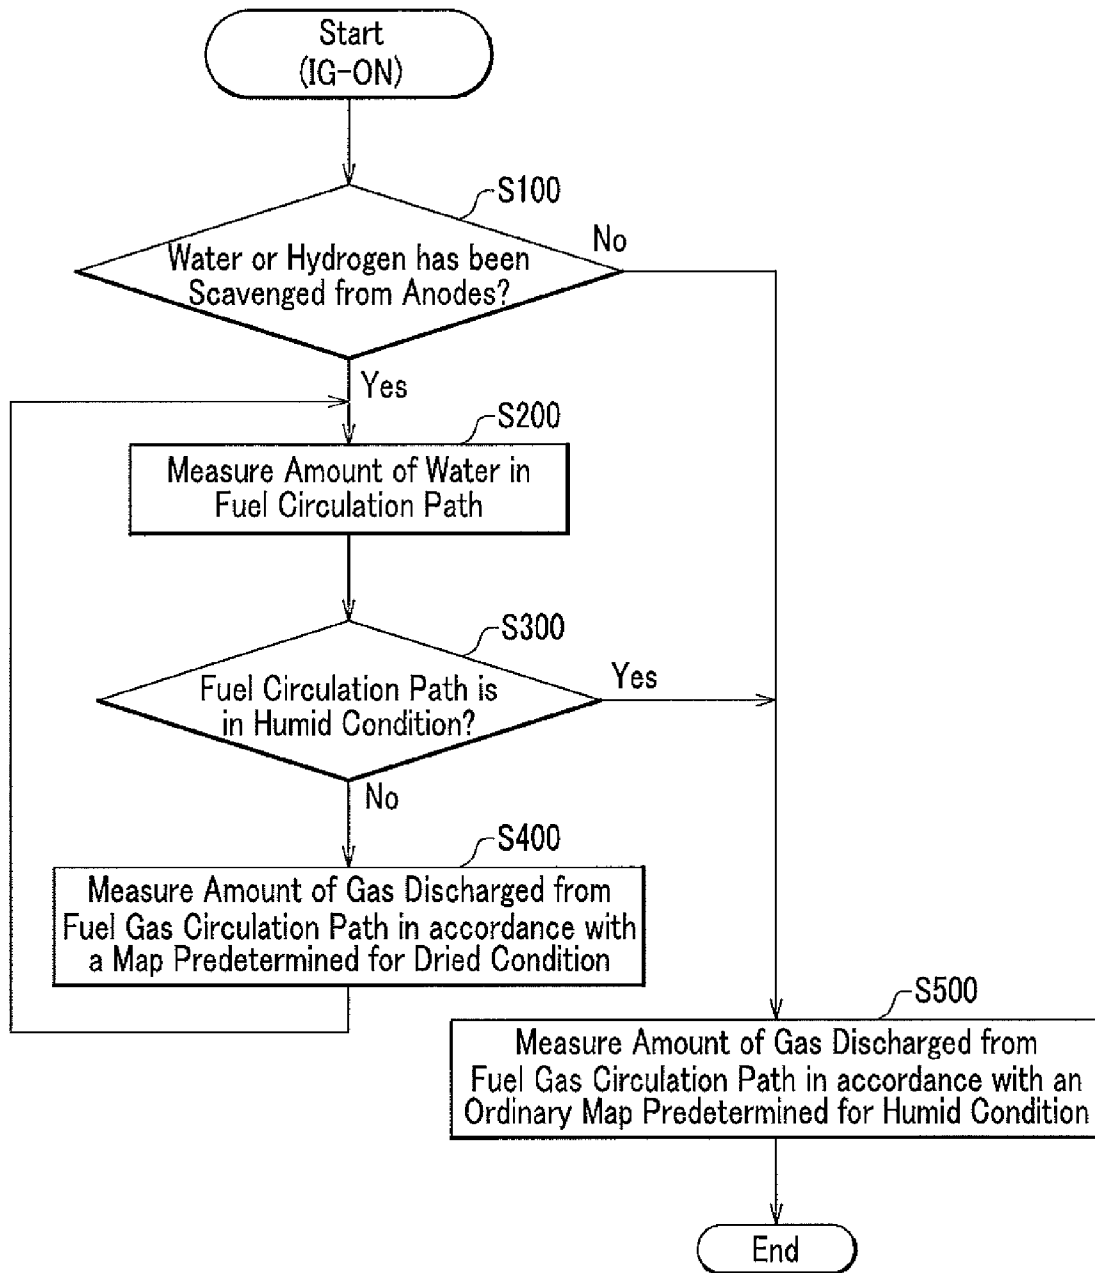 Start
(IG-ON)
S100
Water or Hydrogen has been
Scavenged from Anodes?
No
Yes
S200
Measure Amount of Water in
Fuel Circulation Path
S300
Fuel Circulation Path is
in Humid Condition?
Yes
No
S400
Measure Amount of Gas Discharged from
Fuel Gas Circulation Path in accordance with
a Map Predetermined for Dried Condition
S500
Measure Amount of Gas Discharged from
Fuel Gas Circulation Path in accordance with an
Ordinary Map Predetermined for Humid Condition
End